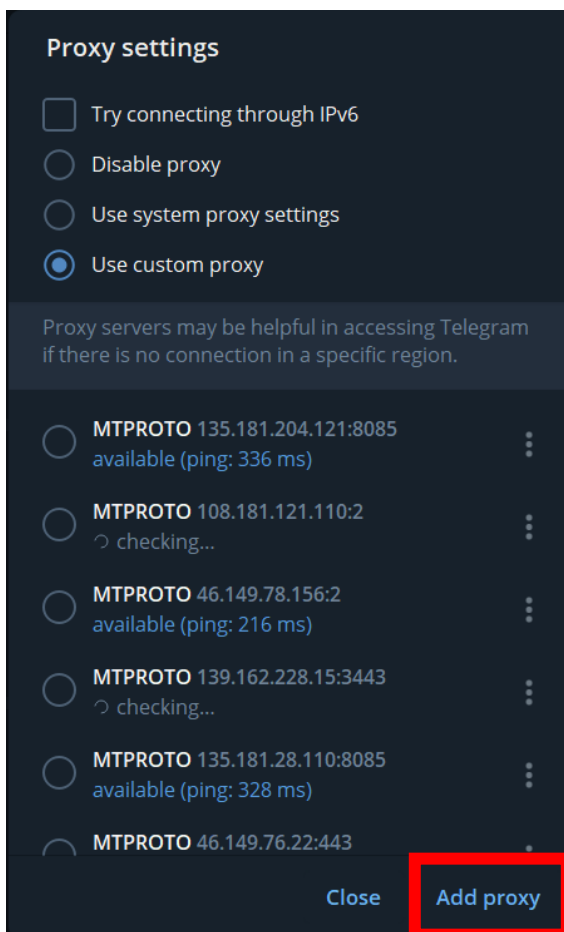 Proxy settings
Try connecting through IPv6
Disable proxy
Use system proxy settings
Use custom proxy
Proxy servers may be helpful in accessing Telegram
if there is no connection in a specific region.
MTPROTO 135.181.204.121:8085
available (ping: 336 ms)
MTPROTO 108.181.121.110:2
checking...
MTPROTO 46.149.78.156:2
available (ping: 216 ms)
MTPROTO 139.162.228.15:3443
checking...
MTPROTO 135.181.28.110:8085
available (ping: 328 ms)
MTPROTO 46.149.76.22:443
Close
Add proxy